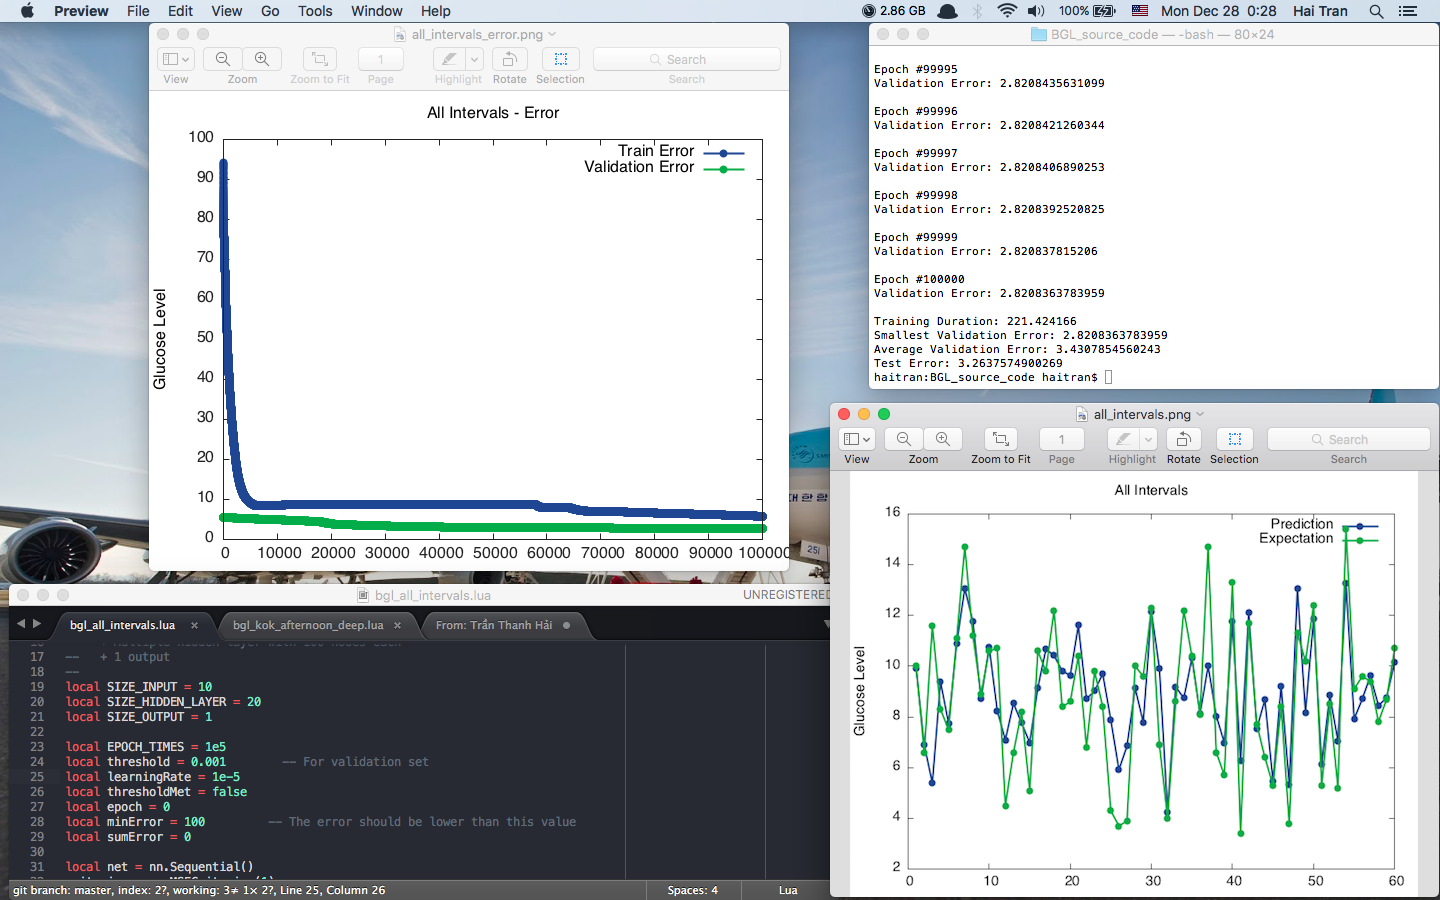 Preview File Edit View Go Tools Window Help
2.86 GB 100% Mon Dec 28 0:28 Hai Tran
all_intervals_error.png
1
Search
View Zoom Zoom to Fit Page Highlight Rotate Selection Search
All Intervals - Error
Train Error
Validation Error
Glucose Level
100
90
80
70
60
50
40
30
20
10
0
0 10000 20000 30000 40000 50000 60000 70000 80000 90000 100000
BGL_source_code — -bash — 80×24
Epoch #99995
Validation Error: 2.8208435631099
Epoch #99996
Validation Error: 2.8208421260344
Epoch #99997
Validation Error: 2.8208406890253
Epoch #99998
Validation Error: 2.8208392520825
Epoch #99999
Validation Error: 2.820837815206
Epoch #100000
Validation Error: 2.8208363783959
Training Duration: 221.424166
Smallest Validation Error: 2.8208363783959
Average Validation Error: 3.4307854560243
Test Error: 3.2637574900269
haitran:BGL_source_code haitran$
대한항
251
all_intervals.png
1
Search
View Zoom Zoom to Fit Page Highlight Rotate Selection Search
All Intervals
Prediction
Expectation
Glucose Level
16
14
12
10
8
6
4
2
0 10 20 30 40 50 60
bgl_all_intervals.lua
UNREGISTERED
bgl_all_intervals.lua × bgl_kok_afternoon_deep.lua × From: Trần Thanh Hải
17 -- + 1 output
18 --
19 local SIZE_INPUT = 10
20 local SIZE_HIDDEN_LAYER = 20
21 local SIZE_OUTPUT = 1
22
23 local EPOCH_TIMES = 1e5
24 local threshold = 0.001 -- For validation set
25 local learningRate = 1e-5
26 local thresholdMet = false
27 local epoch = 0
28 local minError = 100 -- The error should be lower than this value
29 local sumError = 0
30
31 local net = nn.Sequential()
git branch: master, index: 2?, working: 3≠ 1× 2?, Line 25, Column 26
Spaces: 4
Lua